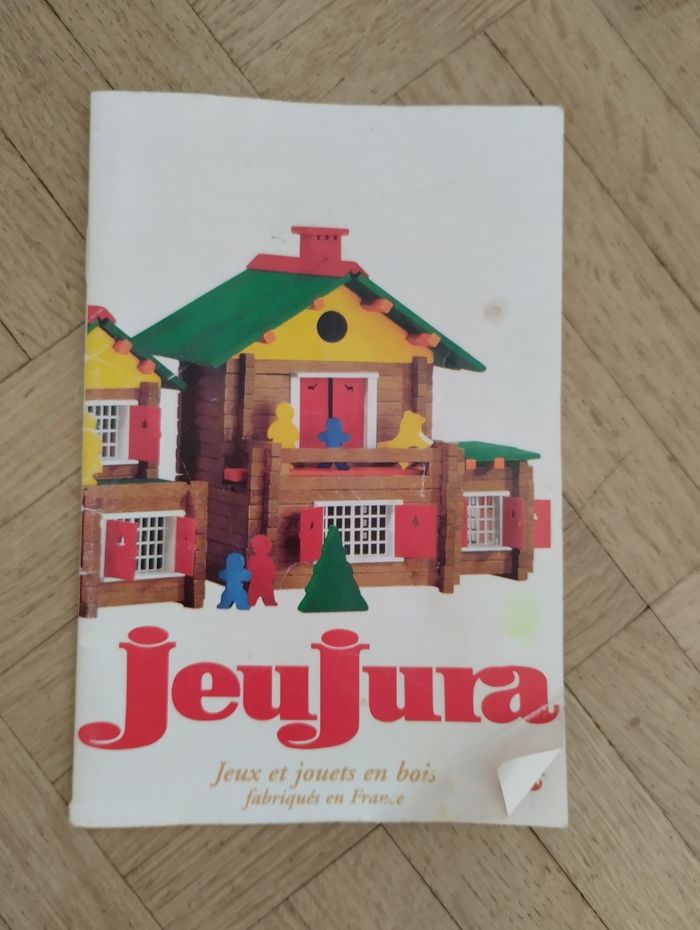 jeujura
Jeux et jouets en bois
fabriqués en France